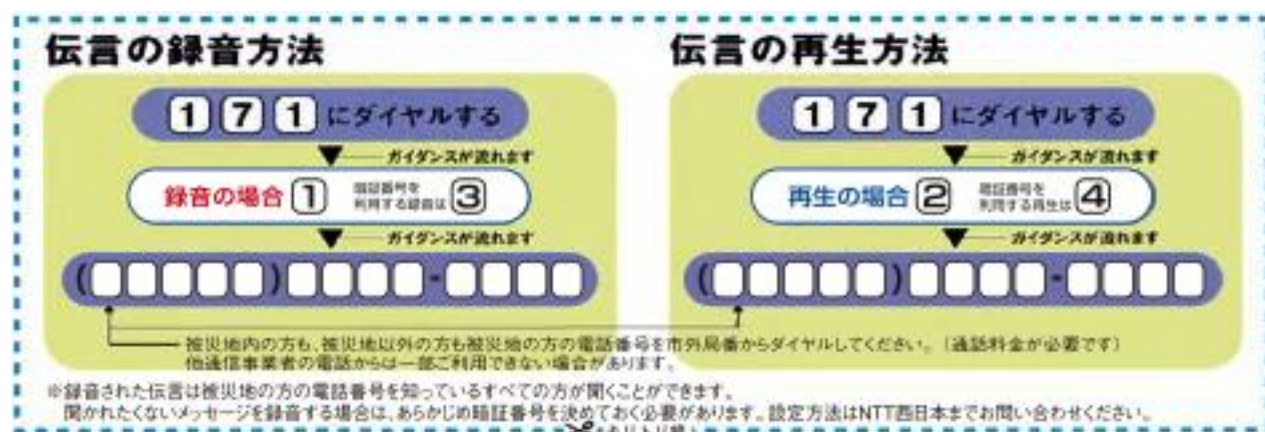 伝言の録音方法
171にダイヤルする
ガイダンスが流れます
録音の場合1 暗証番号を
利用する録音は3
ガイダンスが流れます
( ) -
伝言の再生方法
171にダイヤルする
ガイダンスが流れます
再生の場合2 暗証番号を
利用する再生は4
ガイダンスが流れます
( ) -
被災地内の方も、被災地以外の方も被災地の方の電話番号を市外局番からダイヤルしてください。(通話料金が必要です)
他通信事業者の電話からは一部ご利用できない場合があります。
※録音された伝言は被災地の方の電話番号を知っているすべての方が聞くことができます。
聞かれたくないメッセージを録音する場合は、あらかじめ暗証番号を決めておく必要があります。設定方法はNTT西日本までお問い合わせください。